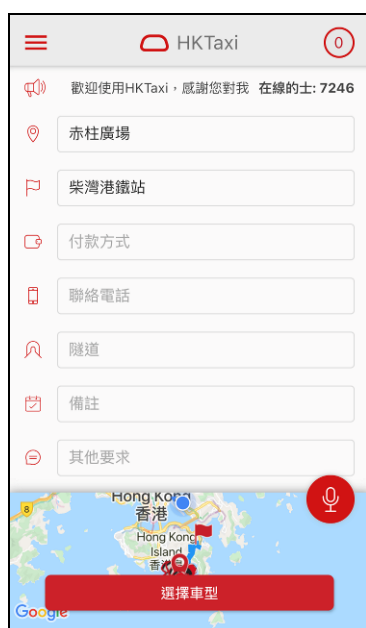 HKTaxi
0
歡迎使用HKTaxi，感謝您對我 在線的士: 7246
赤柱廣場
柴灣港鐵站
付款方式
聯絡電話
隧道
備註
其他要求
8
Hong Kong
香港
Hong Kong
Island
選擇車型
Google